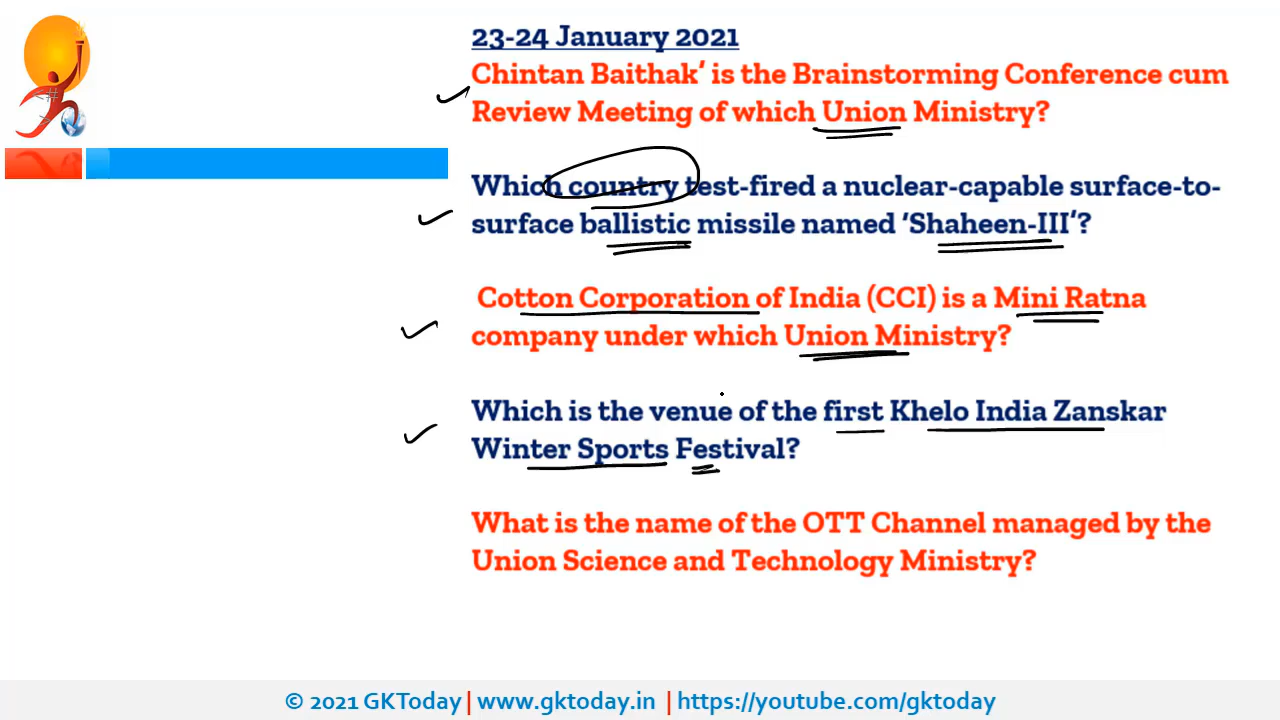 23-24 January 2021
Chintan Baithak’ is the Brainstorming Conference cum
Review Meeting of which Union Ministry?
Which country test-fired a nuclear-capable surface-to-
surface ballistic missile named ‘Shaheen-III’?
Cotton Corporation of India (CCI) is a Mini Ratna
company under which Union Ministry?
Which is the venue of the first Khelo India Zanskar
Winter Sports Festival?
What is the name of the OTT Channel managed by the
Union Science and Technology Ministry?
© 2021 GKToday | www.gktoday.in | https://youtube.com/gktoday